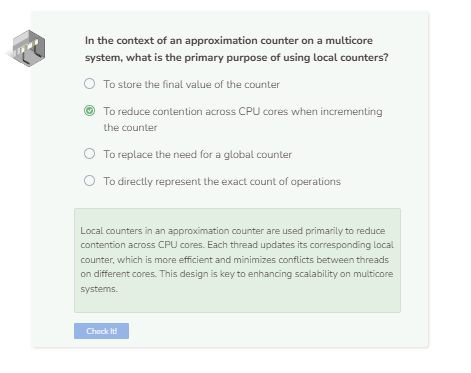 In the context of an approximation counter on a multicore
system, what is the primary purpose of using local counters?
To store the final value of the counter
To reduce contention across CPU cores when incrementing
the counter
To replace the need for a global counter
To directly represent the exact count of operations
Local counters in an approximation counter are used primarily to reduce
contention across CPU cores. Each thread updates its corresponding local
counter, which is more efficient and minimizes conflicts between threads
on different cores. This design is key to enhancing scalability on multicore
systems.
Check It!